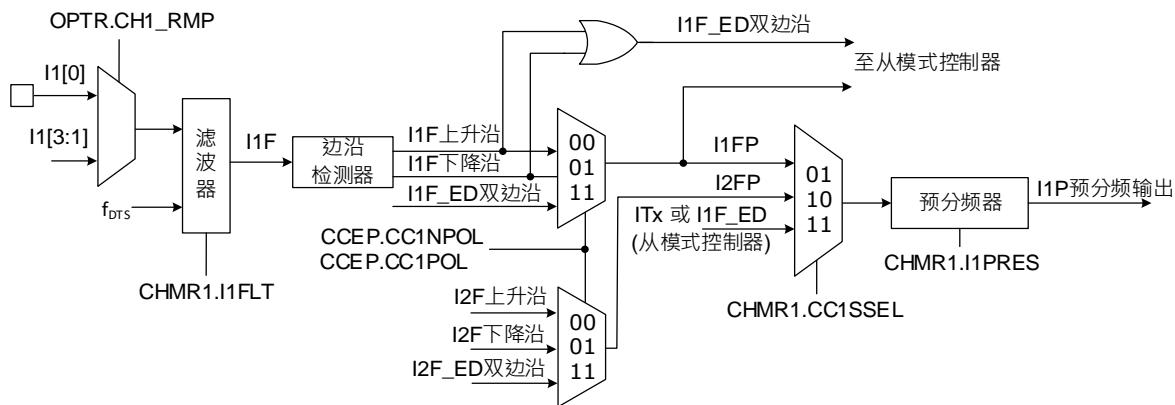 OPTR.CH1_RMP
I1[0]
I1[3:1]
fDTS
滤波器
CHMR1.I1FLT
I1F
边沿
检测器
I1F上升沿
I1F下降沿
I1F_ED双边沿
I1F_ED双边沿
至从模式控制器
00
01
11
CCEP.CC1NPOL
CCEP.CC1POL
I2F上升沿
I2F下降沿
I2F_ED双边沿
00
01
11
I1FP
I2FP
ITx 或 I1F_ED
(从模式控制器)
01
10
11
CHMR1.CC1SSEL
预分频器
CHMR1.I1PRES
I1P预分频输出